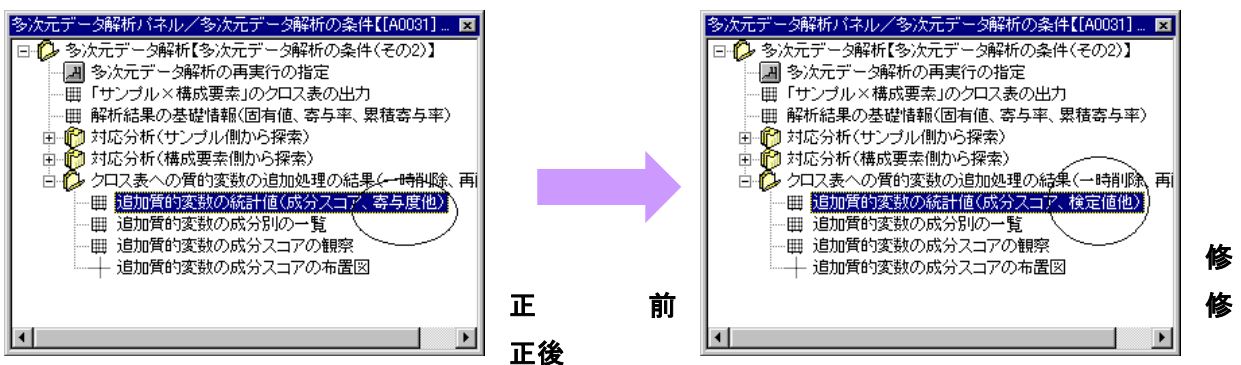 多次元データ解析パネル/多次元データ解析の条件【[A0031] ...
多次元データ解析【多次元データ解析の条件(その2)】
多次元データ解析の再実行の指定
「サンプル×構成要素」のクロス表の出力
解析結果の基礎情報(固有値、寄与率、累積寄与率)
対応分析(サンプル側から探索)
対応分析(構成要素側から探索)
クロス表への質的変数の追加処理の結果(一時削除、再
追加質的変数の統計値(成分スコア、寄与度他)
追加質的変数の成分別の一覧
追加質的変数の成分スコアの観察
追加質的変数の成分スコアの布置図
多次元データ解析パネル/多次元データ解析の条件【[A0031] ...
多次元データ解析【多次元データ解析の条件(その2)】
多次元データ解析の再実行の指定
「サンプル×構成要素」のクロス表の出力
解析結果の基礎情報(固有値、寄与率、累積寄与率)
対応分析(サンプル側から探索)
対応分析(構成要素側から探索)
クロス表への質的変数の追加処理の結果(一時削除、再
追加質的変数の統計値(成分スコア、検定値他)
追加質的変数の成分別の一覧
追加質的変数の成分スコアの観察
追加質的変数の成分スコアの布置図
修
正 前 修
正後